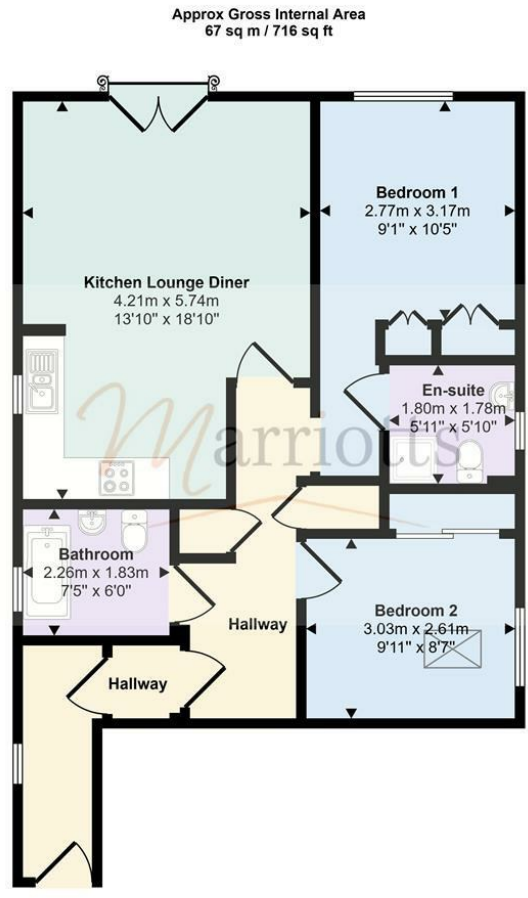 Approx Gross Internal Area
67 sq m / 716 sq ft
Bedroom 1
2.77m x 3.17m
9'1" x 10'5"
Kitchen Lounge Diner
4.21m x 5.74m
13'10" x 18'10"
En-suite
1.80m x 1.78m
5'11" x 5'10"
Marriotts
Bathroom
2.26m x 1.83m
7'5" x 6'0"
Hallway
Bedroom 2
3.03m x 2.61m
9'11" x 8'7"
Hallway